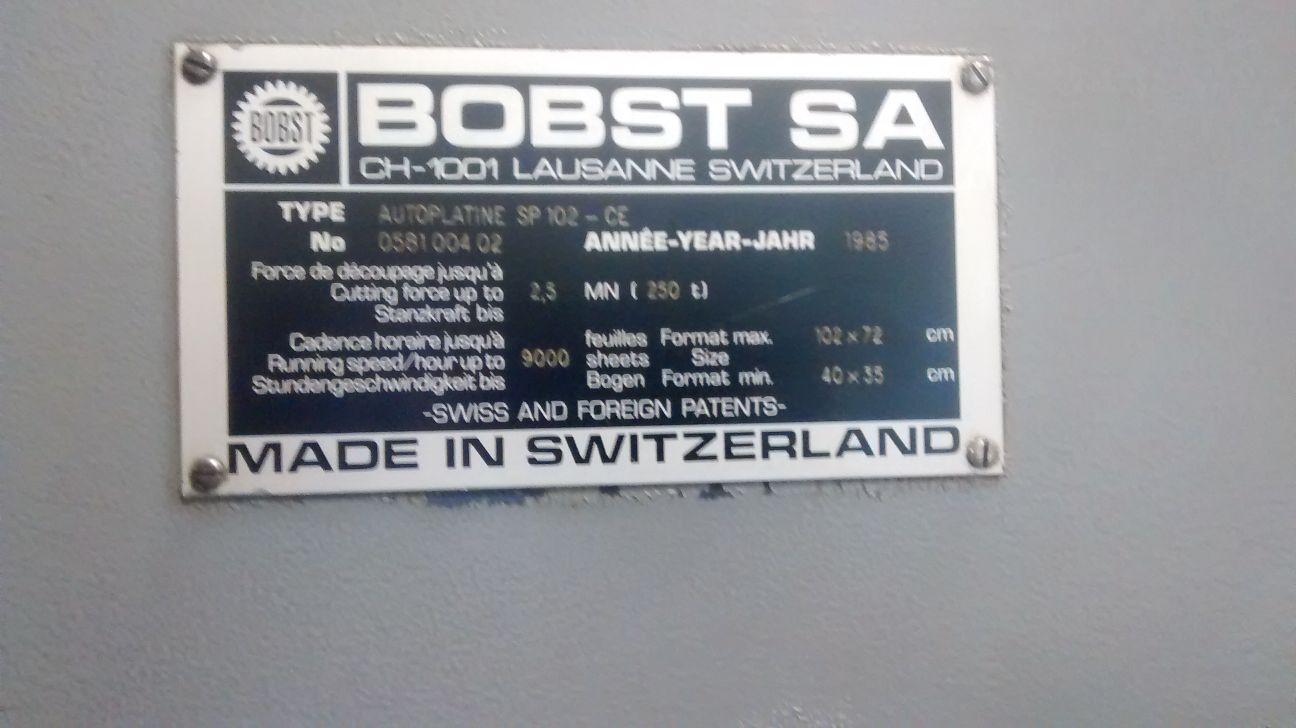 BOBST
BOBST SA
CH-1001 LAUSANNE SWITZERLAND
TYPE AUTOPLATINE SP 102 - CE
No 0581 004 02 ANNÉE-YEAR-JAHR 1985
Force de découpage jusqu'à
Cutting force up to 2,5 MN ( 250 t)
Stanzkraft bis
Cadence horaire jusqu'à feuilles Format max. 102 x 72 cm
Running speed/hour up to 9000 sheets Size
Stundengeschwindigkeit bis Bogen Format min. 40 x 35 cm
-SWISS AND FOREIGN PATENTS-
MADE IN SWITZERLAND